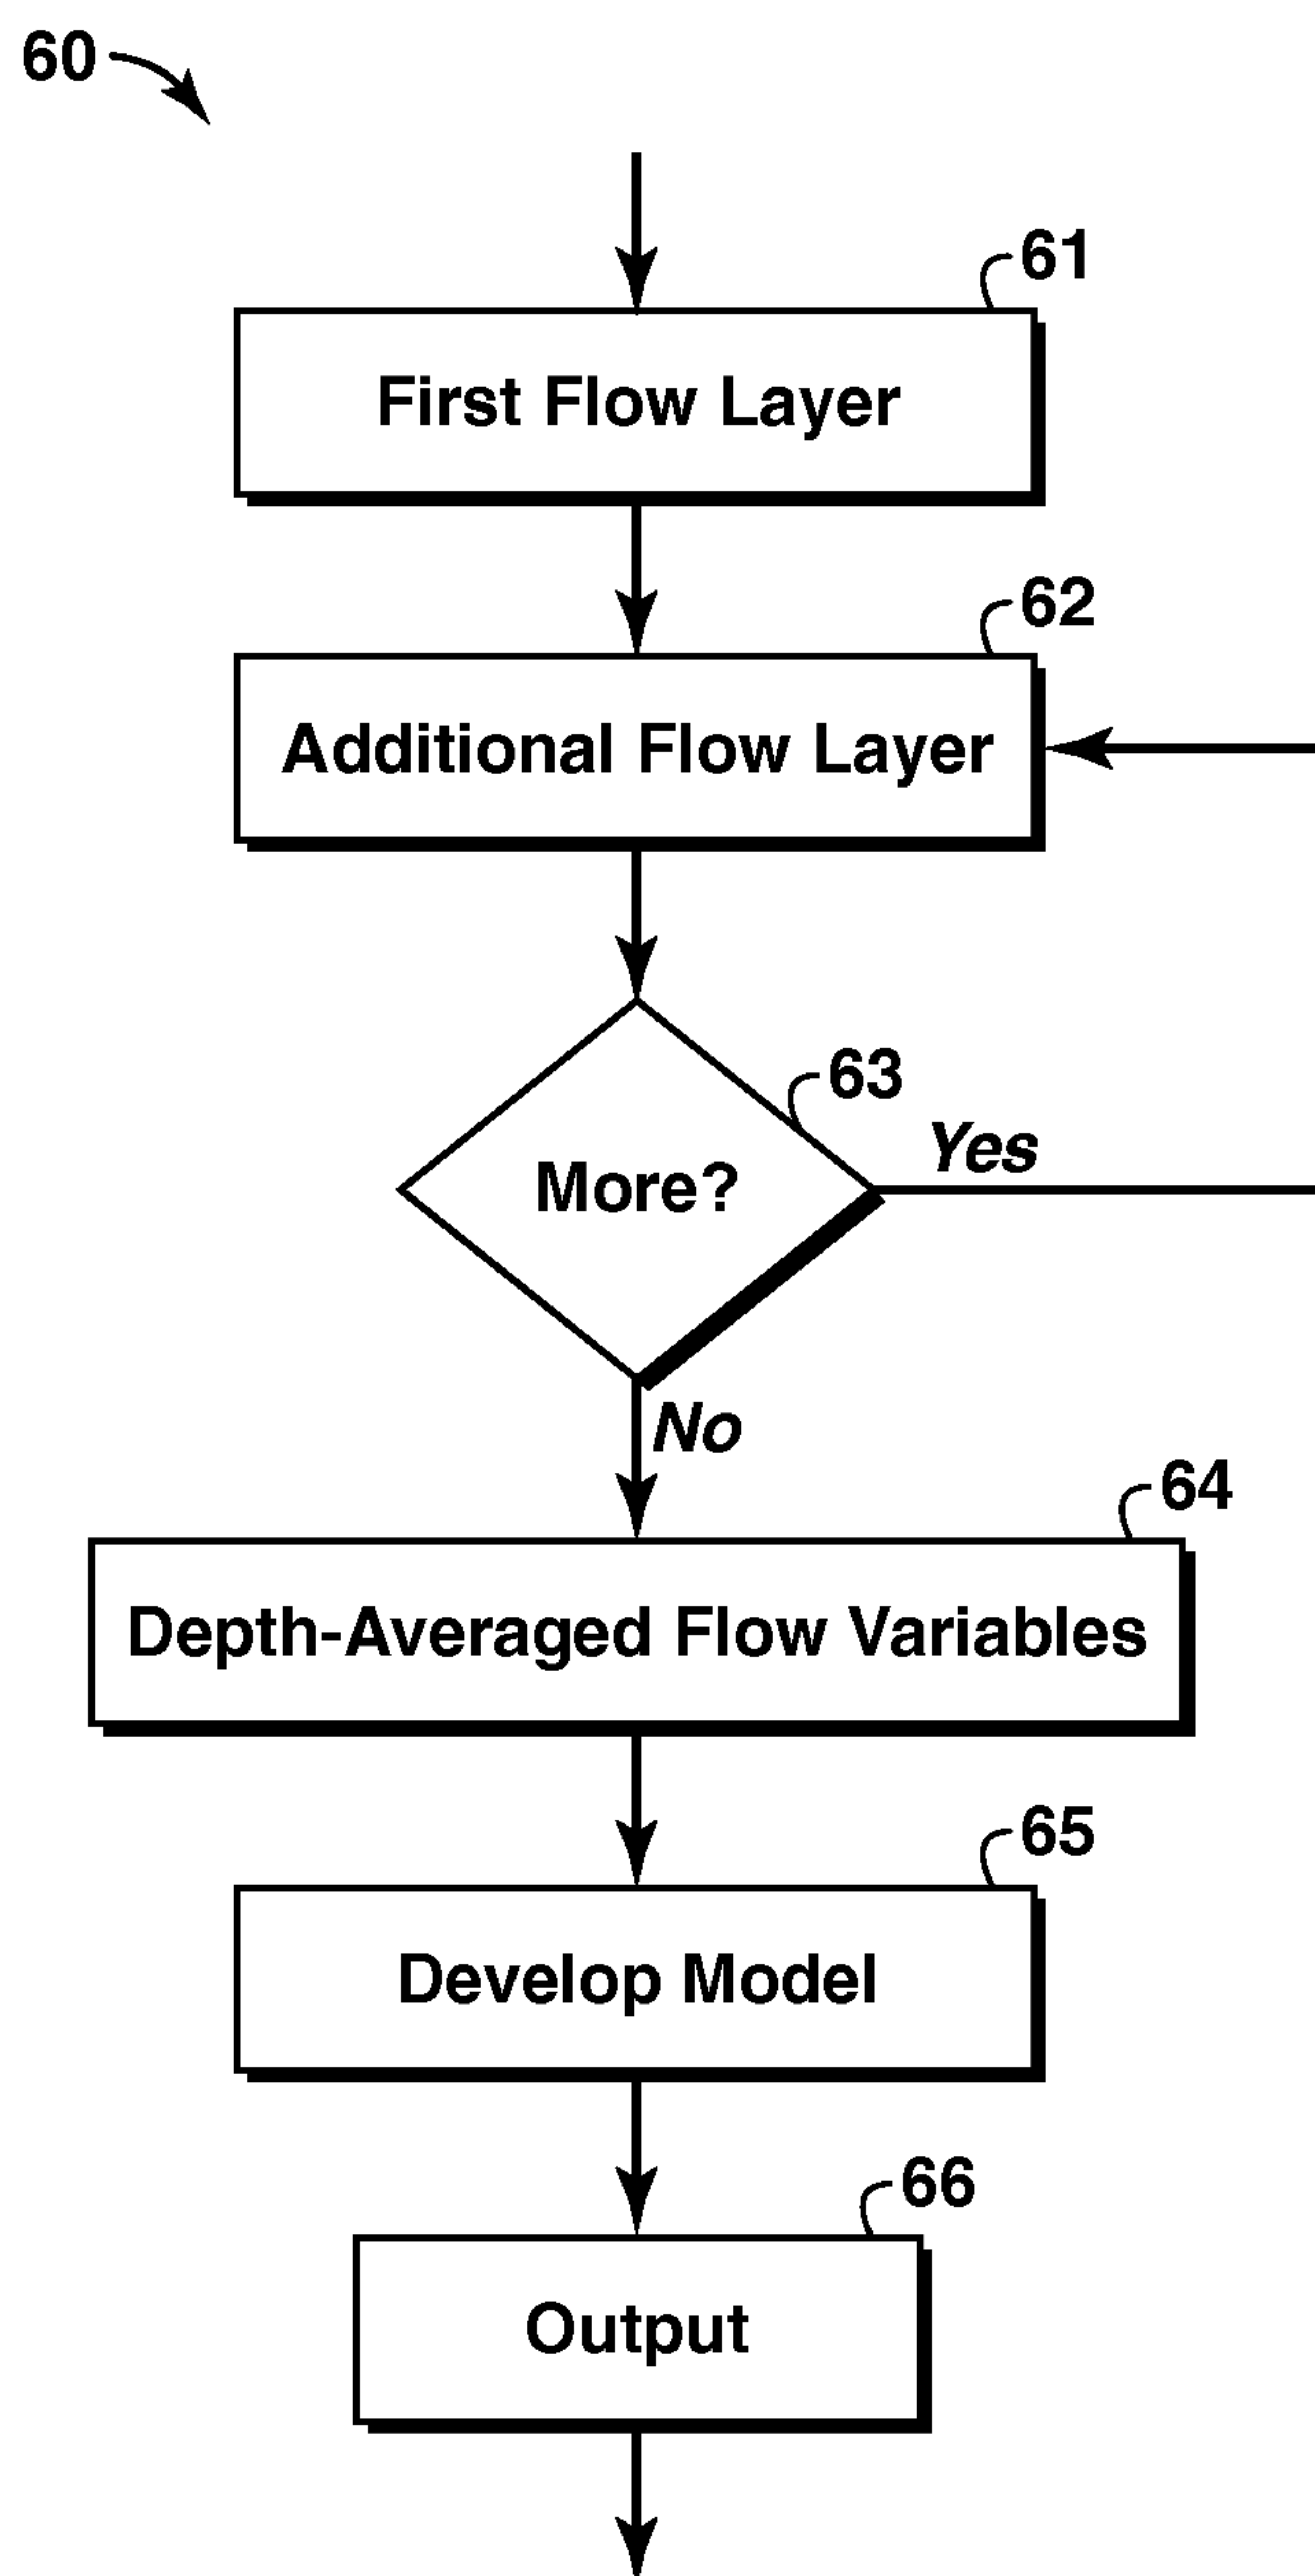 60
61
First Flow Layer
62
Additional Flow Layer
63
Yes
More?
No
64
Depth-Averaged Flow Variables
65
Develop Model
66
Output